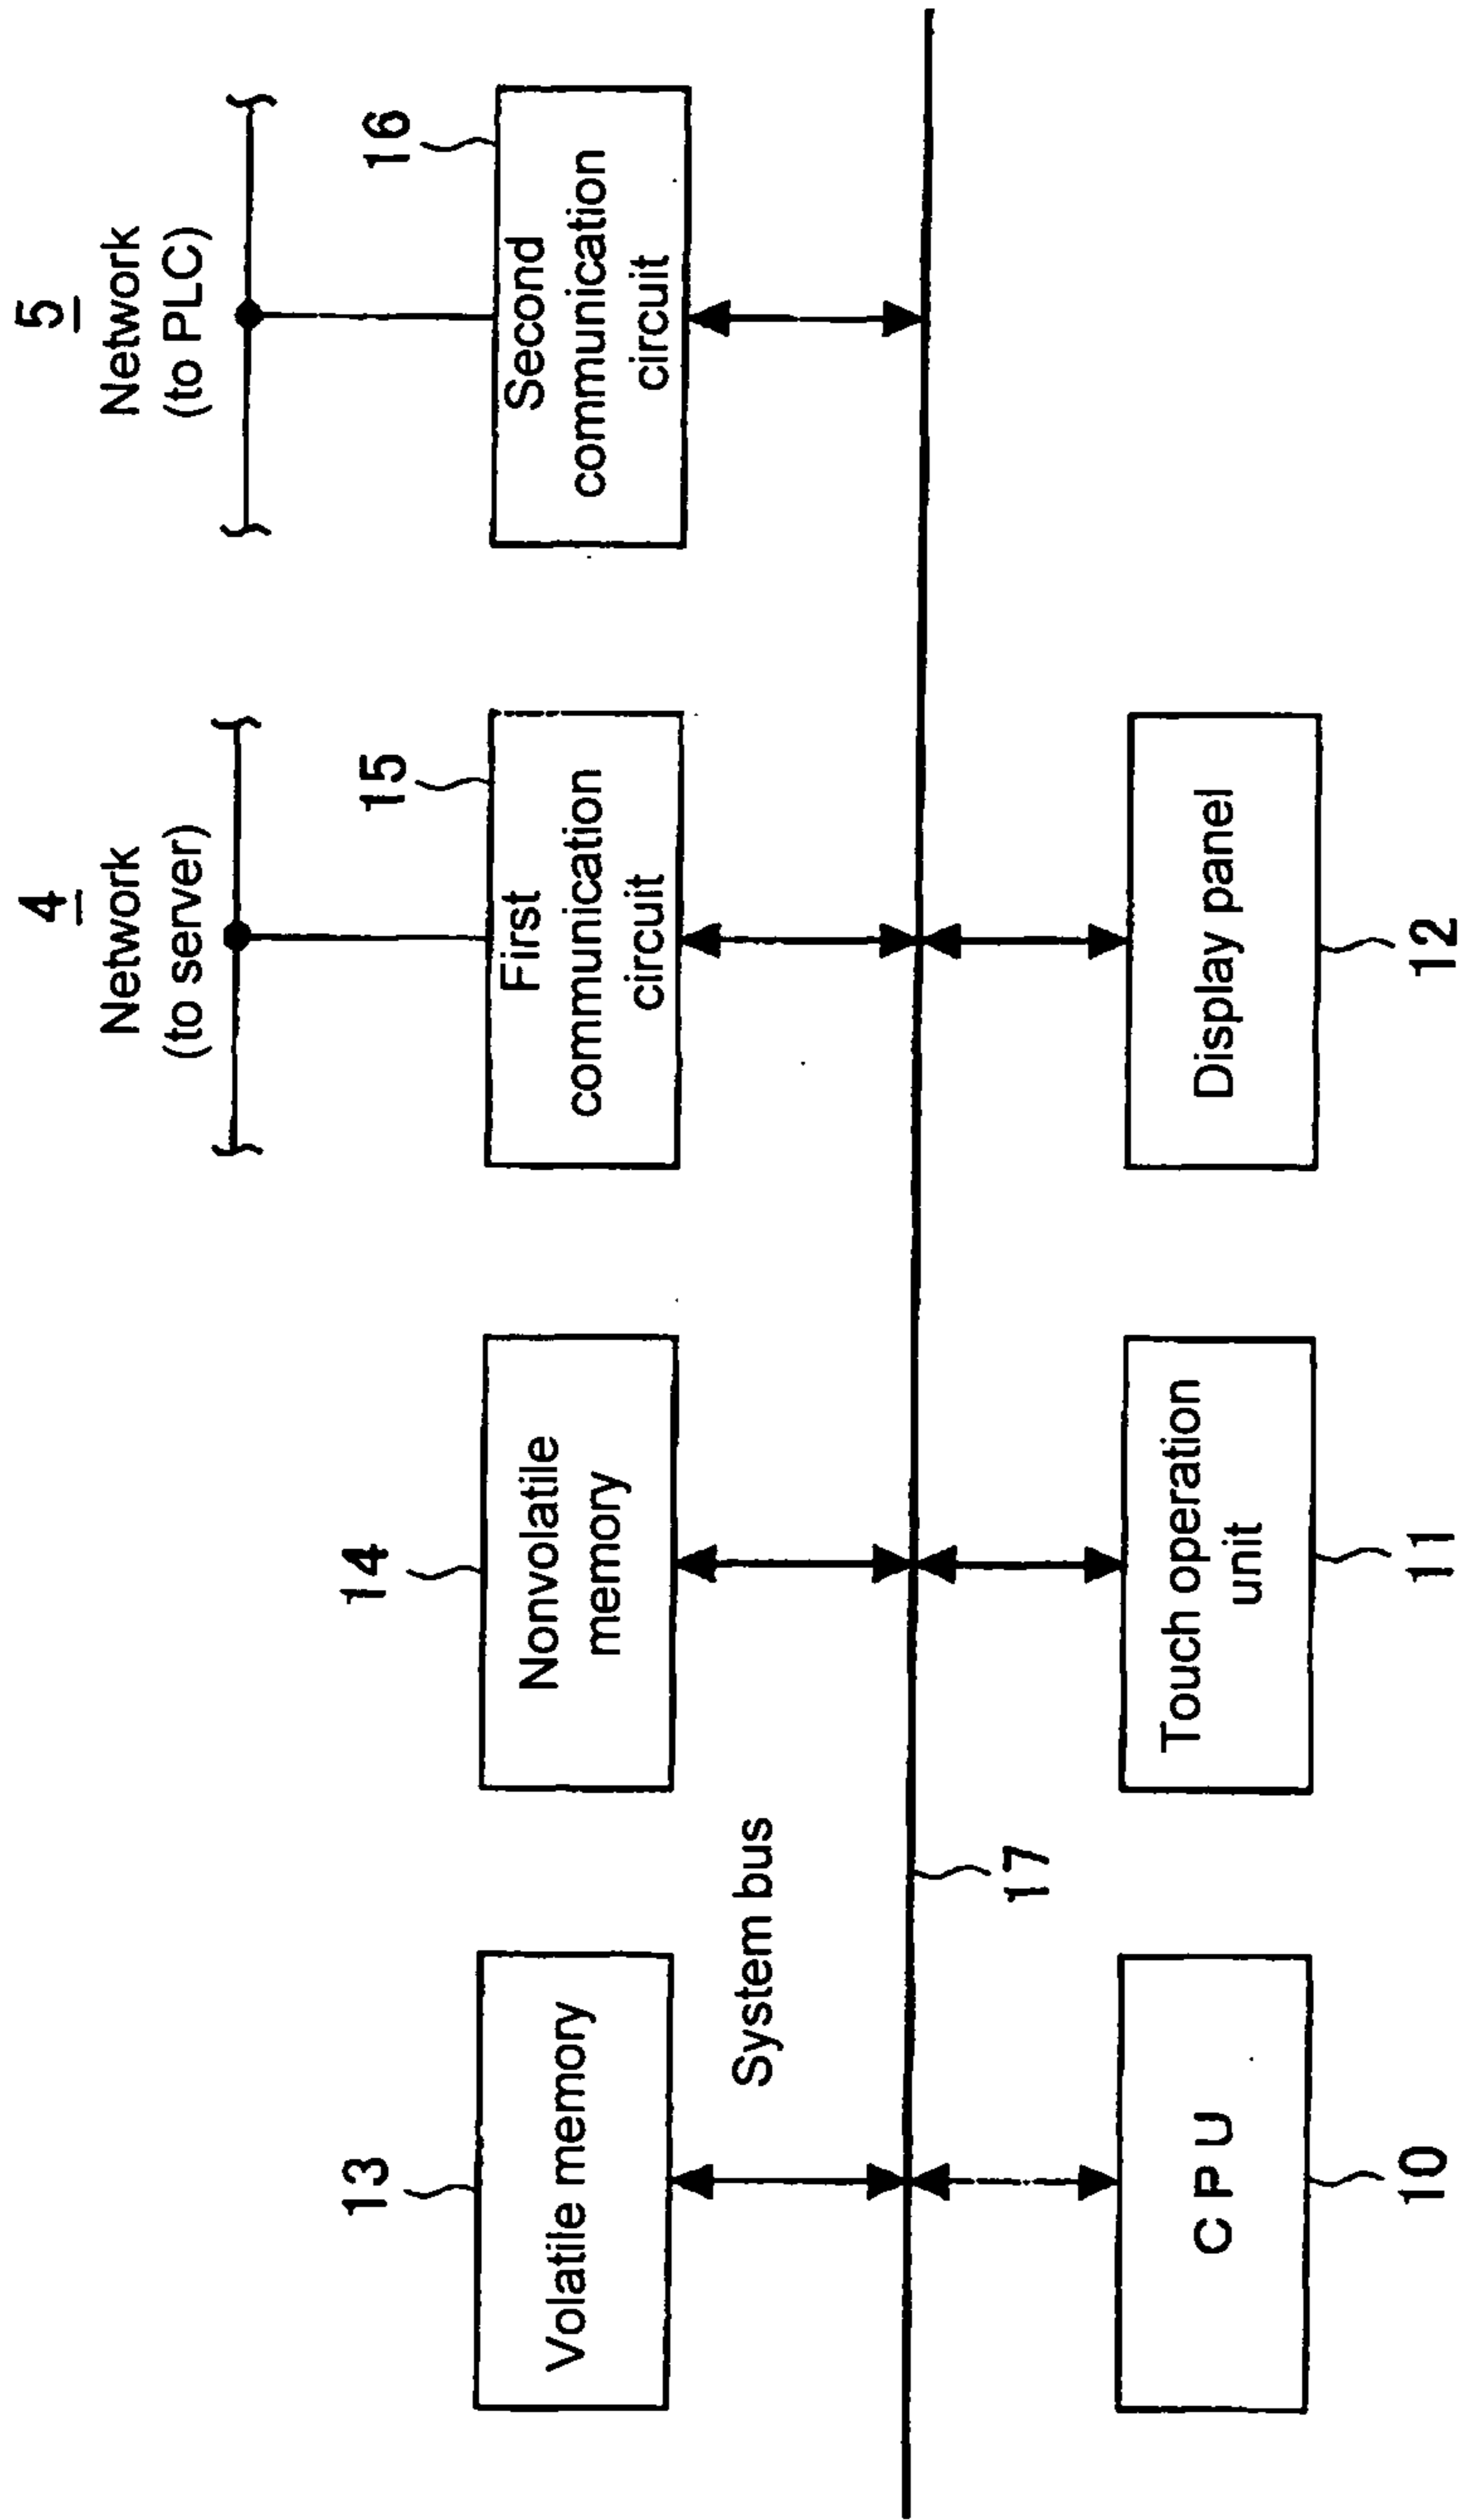 4
Network
(to server)
5
Network
(to PLC)
13
14
15
16
Volatile memory
Nonvolatile
memory
First
communication
circuit
Second
communication
circuit
System bus
17
CPU
Touch operation
unit
Display panel
10
11
12